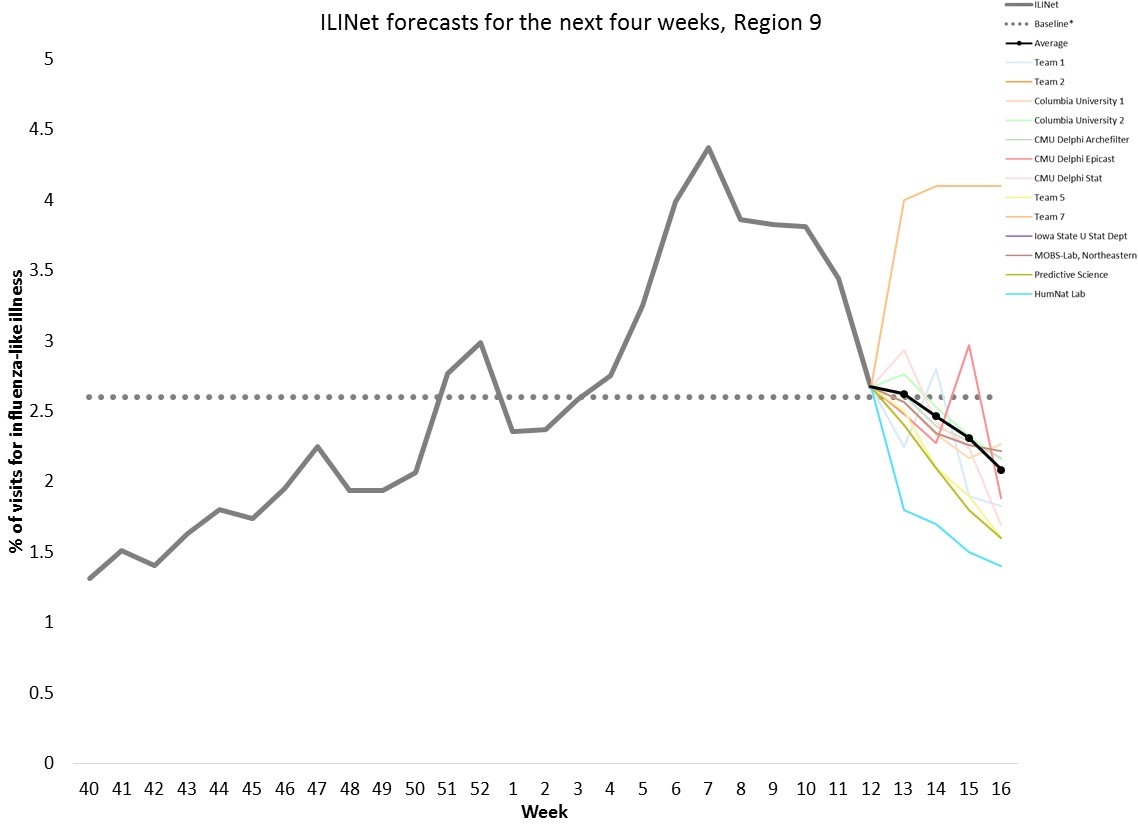 ILINet forecasts for the next four weeks, Region 9
ILINet
Baseline*
Average
Team 1
Team 2
Columbia University 1
Columbia University 2
CMU Delphi Archefilter
CMU Delphi Epicast
CMU Delphi Stat
Team 5
Team 7
Iowa State U Stat Dept
MOBS-Lab, Northeastern
Predictive Science
HumNat Lab
% of visits for influenza-like illness
5
4.5
4
3.5
3
2.5
2
1.5
1
0.5
0
40 41 42 43 44 45 46 47 48 49 50 51 52 1 2 3 4 5 6 7 8 9 10 11 12 13 14 15 16
Week